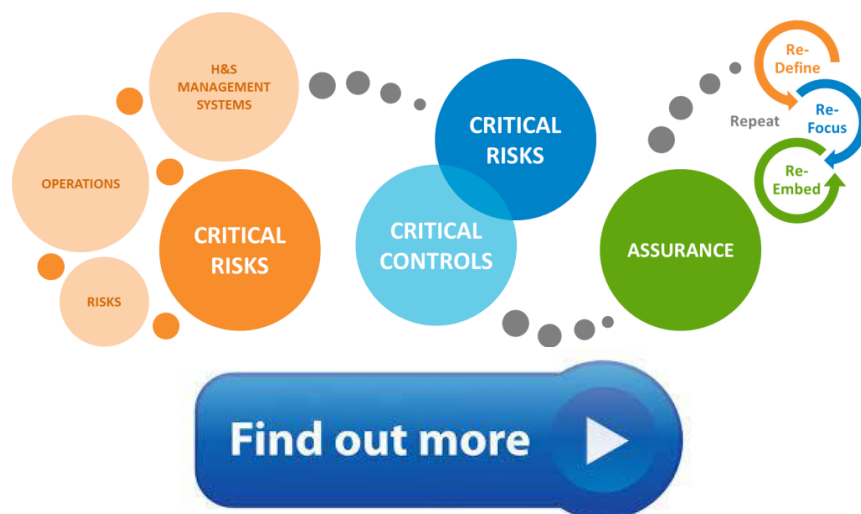 H&S
MANAGEMENT
SYSTEMS
OPERATIONS
RISKS
CRITICAL
RISKS
CRITICAL
RISKS
CRITICAL
CONTROLS
ASSURANCE
Re-
Define
Repeat
Re-
Focus
Re-
Embed
Find out more